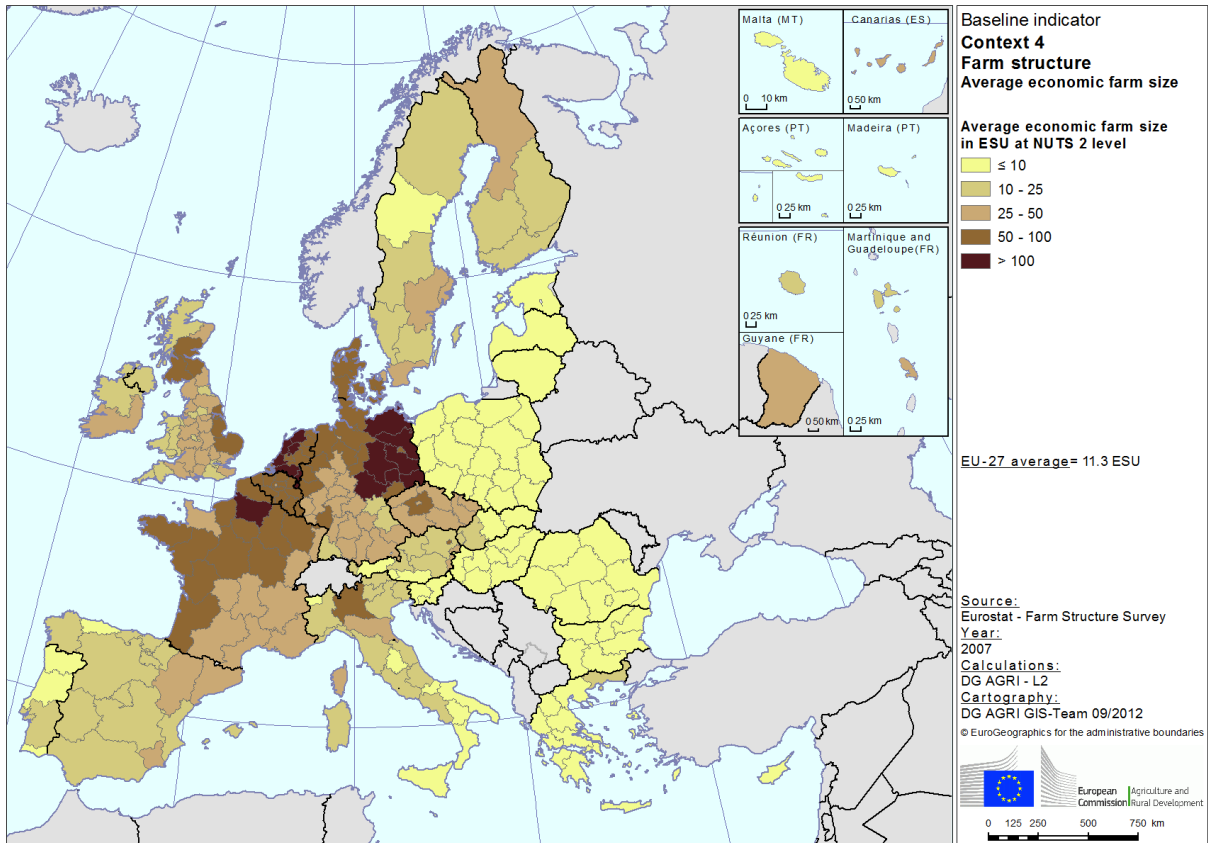 Malta (MT)
0 10 km
Canarias (ES)
0 50 km
Açores (PT)
0 25 km
Madeira (PT)
0 25 km
Réunion (FR)
0 25 km
Martinique and
Guadeloupe(FR)
0 25 km
Guyane (FR)
0 50 km
Baseline indicator
Context 4
Farm structure
Average economic farm size
Average economic farm size
in ESU at NUTS 2 level
≤ 10
10 - 25
25 - 50
50 - 100
> 100
EU-27 average= 11.3 ESU
Source:
Eurostat - Farm Structure Survey
Year:
2007
Calculations:
DG AGRI - L2
Cartography:
DG AGRI GIS-Team 09/2012
© EuroGeographics for the administrative boundaries
European
Commission
Agriculture and
Rural Development
0 125 250 500 750 km